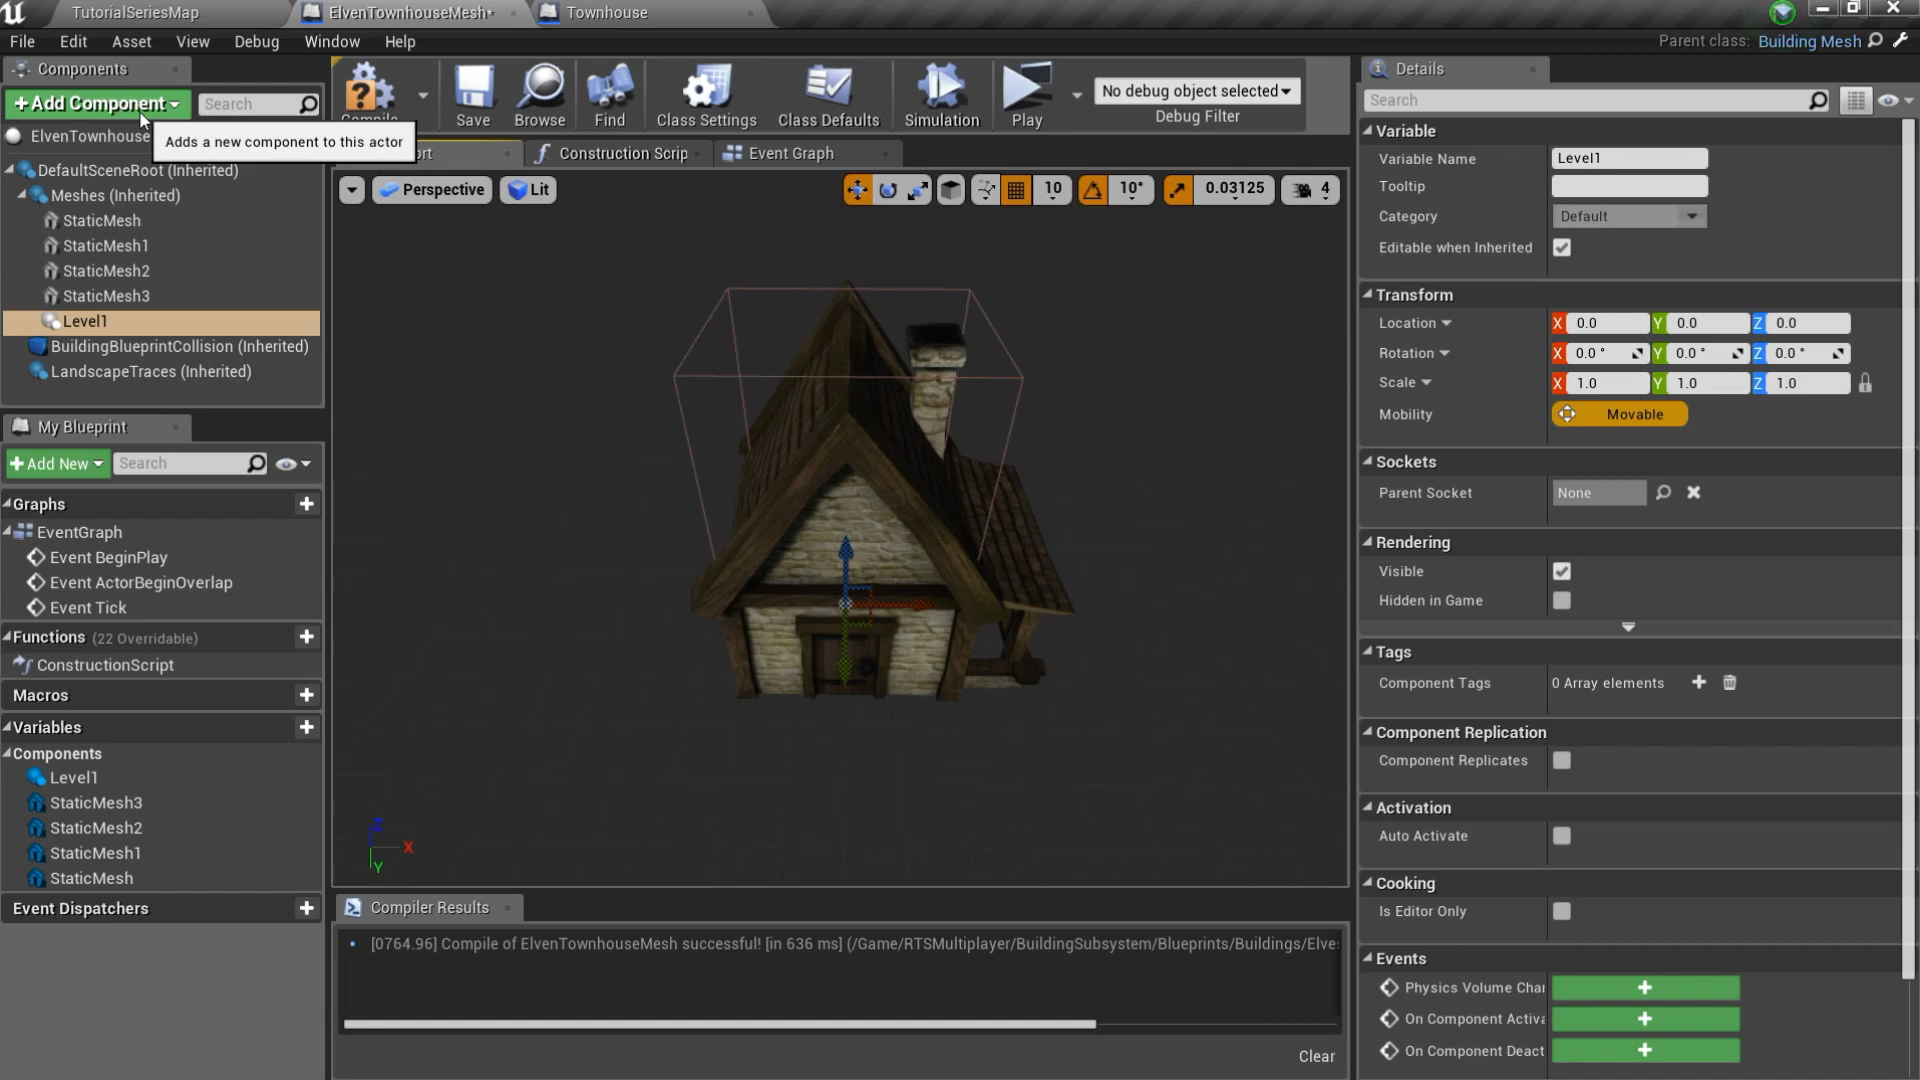 TutorialSeriesMap
ElvenTownhouseMesh*
Townhouse
File Edit Asset View Debug Window Help
Parent class: Building Mesh
Components
+Add Component
Search
ElvenTownhouse
Adds a new component to this actor
DefaultSceneRoot (Inherited)
Meshes (Inherited)
StaticMesh
StaticMesh1
StaticMesh2
StaticMesh3
Level1
BuildingBlueprintCollision (Inherited)
LandscapeTraces (Inherited)
My Blueprint
+Add New
Search
Graphs
EventGraph
Event BeginPlay
Event ActorBeginOverlap
Event Tick
Functions (22 Overridable)
ConstructionScript
Macros
Variables
Components
Level1
StaticMesh3
StaticMesh2
StaticMesh1
StaticMesh
Event Dispatchers
Compile
Save
Browse
Find
Class Settings
Class Defaults
Simulation
Play
No debug object selected
Debug Filter
ort
Construction Scrip
Event Graph
Perspective
Lit
10
10°
0.03125
4
Z
X
Y
Compiler Results
[0764.96] Compile of ElvenTownhouseMesh successful! [in 636 ms] (/Game/RTSMultiplayer/BuildingSubsystem/Blueprints/Buildings/Elve
Clear
Details
Search
Variable
Variable Name Level1
Tooltip
Category Default
Editable when Inherited
Transform
Location X 0.0 Y 0.0 Z 0.0
Rotation X 0.0 ° Y 0.0 ° Z 0.0 °
Scale X 1.0 Y 1.0 Z 1.0
Mobility Movable
Sockets
Parent Socket None
Rendering
Visible
Hidden in Game
Tags
Component Tags 0 Array elements
Component Replication
Component Replicates
Activation
Auto Activate
Cooking
Is Editor Only
Events
Physics Volume Chan
On Component Activa
On Component Deact